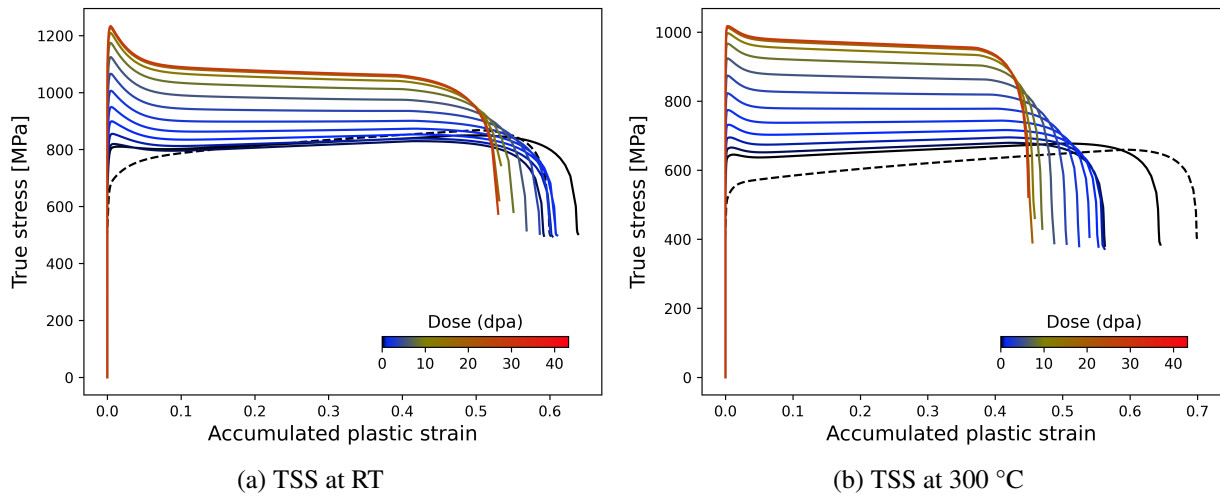 1200
1000
800
600
400
200
0
True stress [MPa]
Dose (dpa)
0 10 20 30 40
0.0 0.1 0.2 0.3 0.4 0.5 0.6
Accumulated plastic strain
(a) TSS at RT
1000
800
600
400
200
0
True stress [MPa]
Dose (dpa)
0 10 20 30 40
0.0 0.1 0.2 0.3 0.4 0.5 0.6 0.7
Accumulated plastic strain
(b) TSS at 300 °C